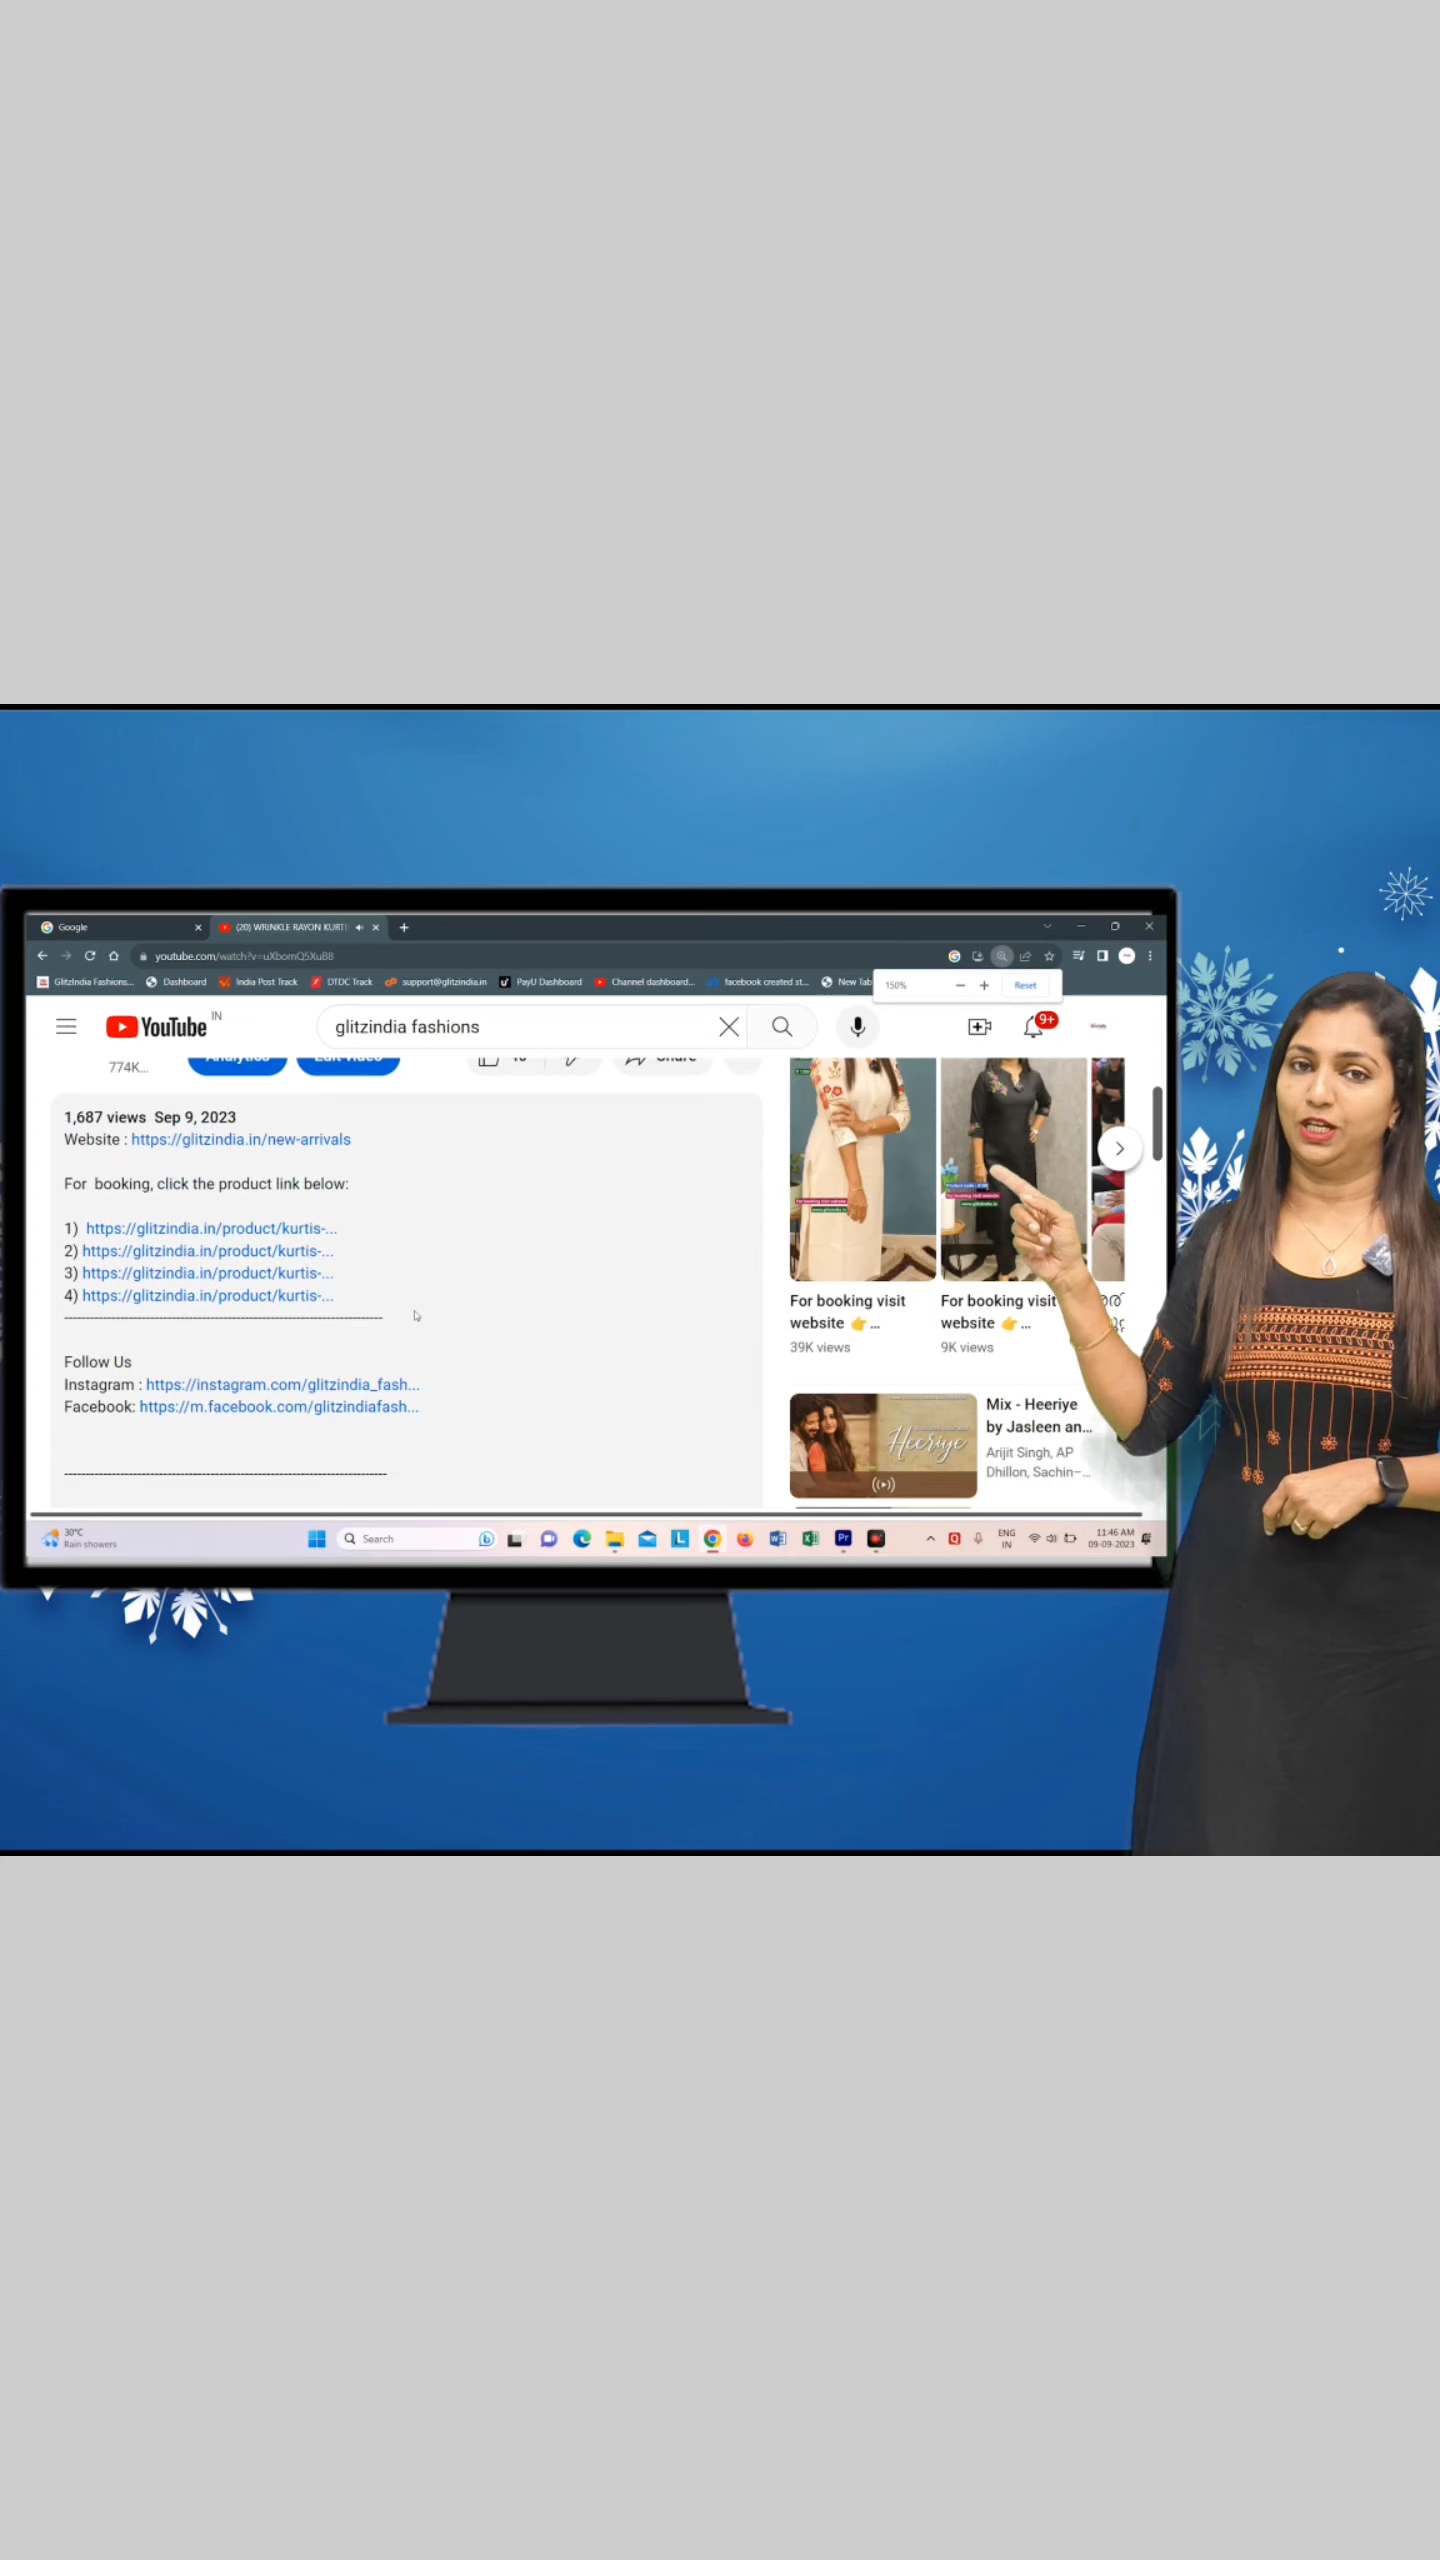 Google
(20) WRINKLE RAYON KURTI
youtube.com/watch?v=uXbomQ5XuB8
GlitzIndia Fashions...
Dashboard
India Post Track
DTDC Track
support@glitzindia.in
PayU Dashboard
Channel dashboard...
facebook created st...
New Tab
150%
Reset
YouTube IN
glitzindia fashions
9+
774K...
Analytics
Edit video
Share
1,687 views Sep 9, 2023
Website : https://glitzindia.in/new-arrivals
For booking, click the product link below:
1) https://glitzindia.in/product/kurtis-...
2) https://glitzindia.in/product/kurtis-...
3) https://glitzindia.in/product/kurtis-...
4) https://glitzindia.in/product/kurtis-...
--------------------------------------------------------------------------
Follow Us
Instagram : https://instagram.com/glitzindia_fash...
Facebook: https://m.facebook.com/glitzindiafash...
---------------------------------------------------------------------------
For booking visit
website 👉 ...
39K views
For booking visit
website 👉 ...
9K views
Heeriye
Mix - Heeriye
by Jasleen an...
Arijit Singh, AP
Dhillon, Sachin-...
30°C
Rain showers
Search
ENG
IN
11:46 AM
09-09-2023